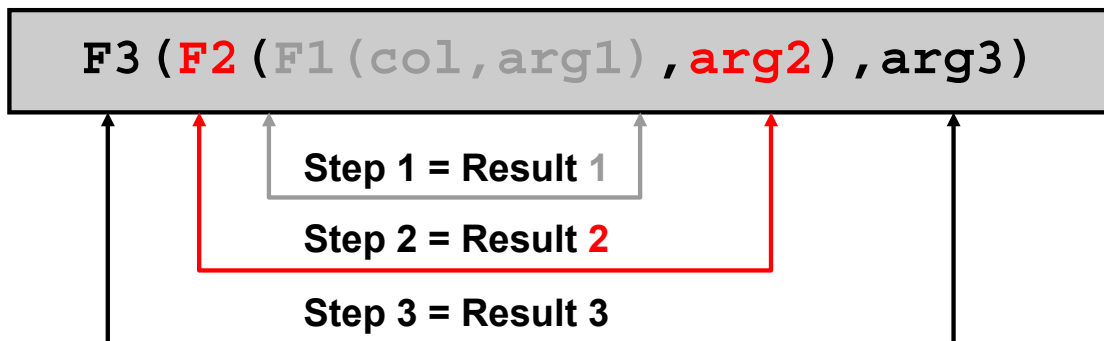 F3(F2(F1(col,arg1),arg2),arg3)
Step 1 = Result 1
Step 2 = Result 2
Step 3 = Result 3